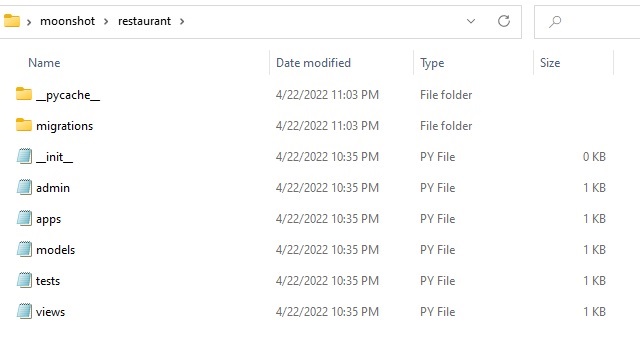 moonshot > restaurant >
Name Date modified Type Size
__pycache__ 4/22/2022 11:03 PM File folder
migrations 4/22/2022 11:03 PM File folder
__init__ 4/22/2022 10:35 PM PY File 0 KB
admin 4/22/2022 10:35 PM PY File 1 KB
apps 4/22/2022 10:35 PM PY File 1 KB
models 4/22/2022 10:35 PM PY File 1 KB
tests 4/22/2022 10:35 PM PY File 1 KB
views 4/22/2022 10:35 PM PY File 1 KB